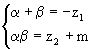 α + β = −z₁
αβ = z₂ + m